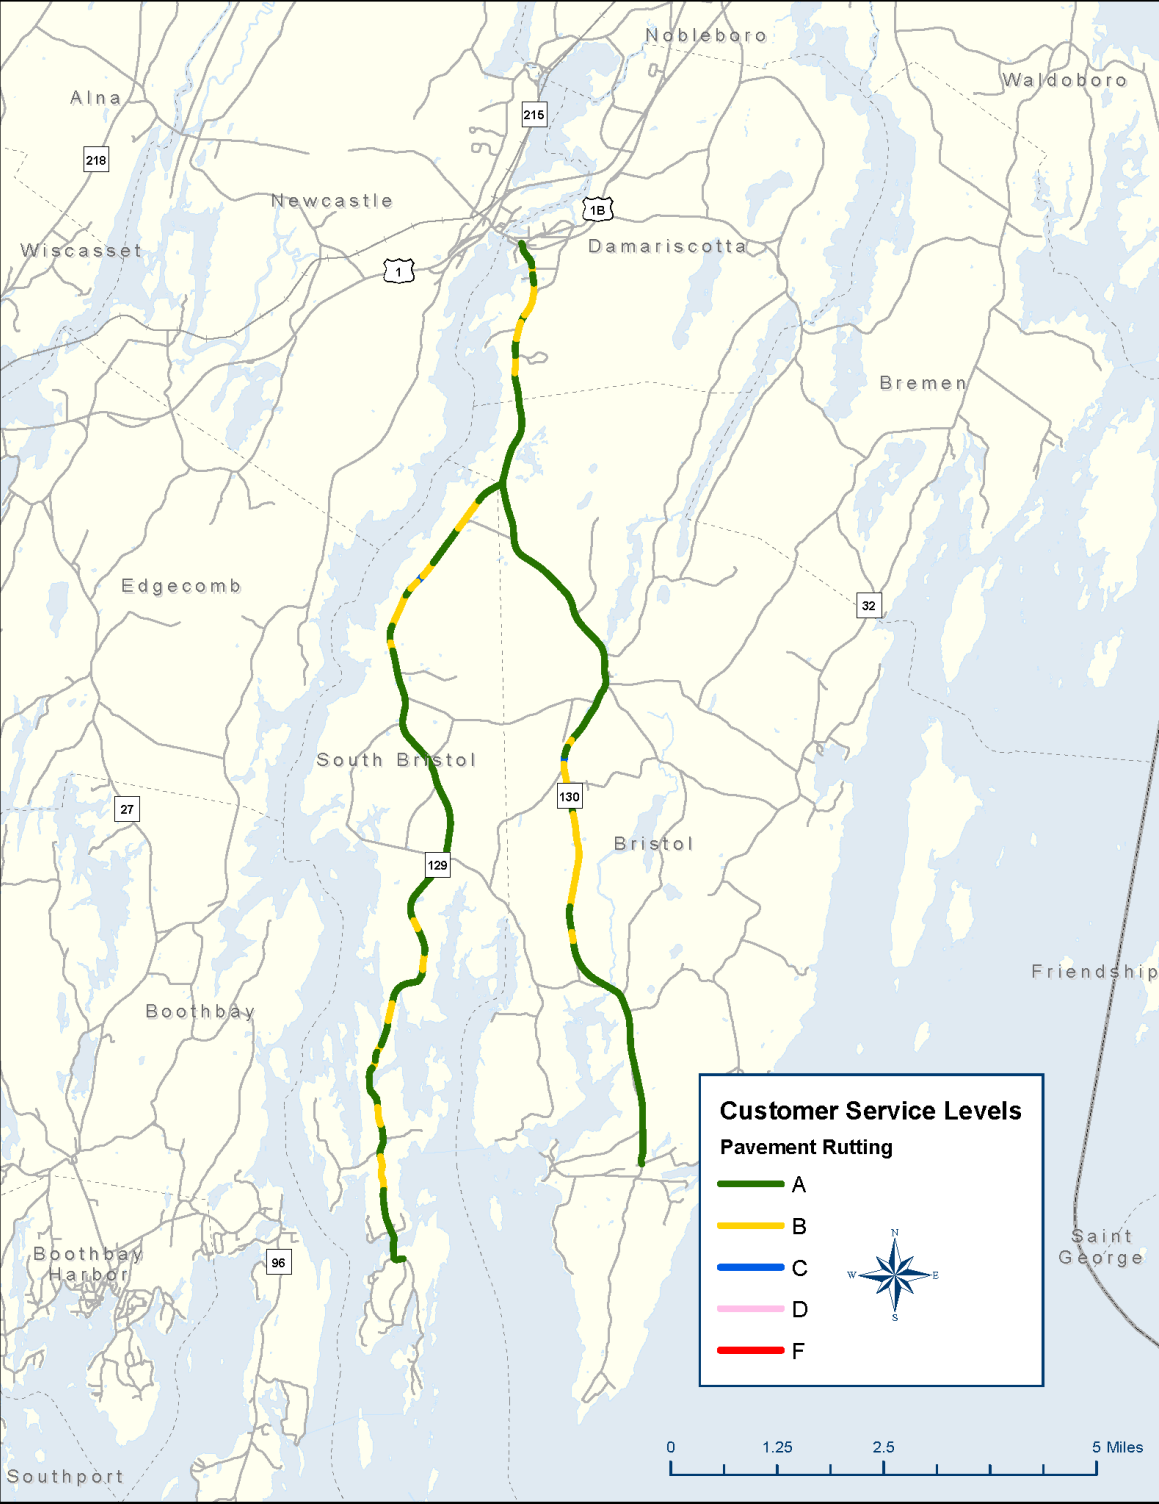 Nobleboro
Waldoboro
Alna
215
218
Newcastle
1B
Wiscasset
Damariscotta
1
Bremen
Edgecomb
32
South Bristol
130
27
Bristol
129
Friendship
Boothbay
Customer Service Levels
Pavement Rutting
A
B
C
D
F
N
W
E
S
Saint
George
Boothbay
Harbor
96
0
1.25
2.5
5 Miles
Southport